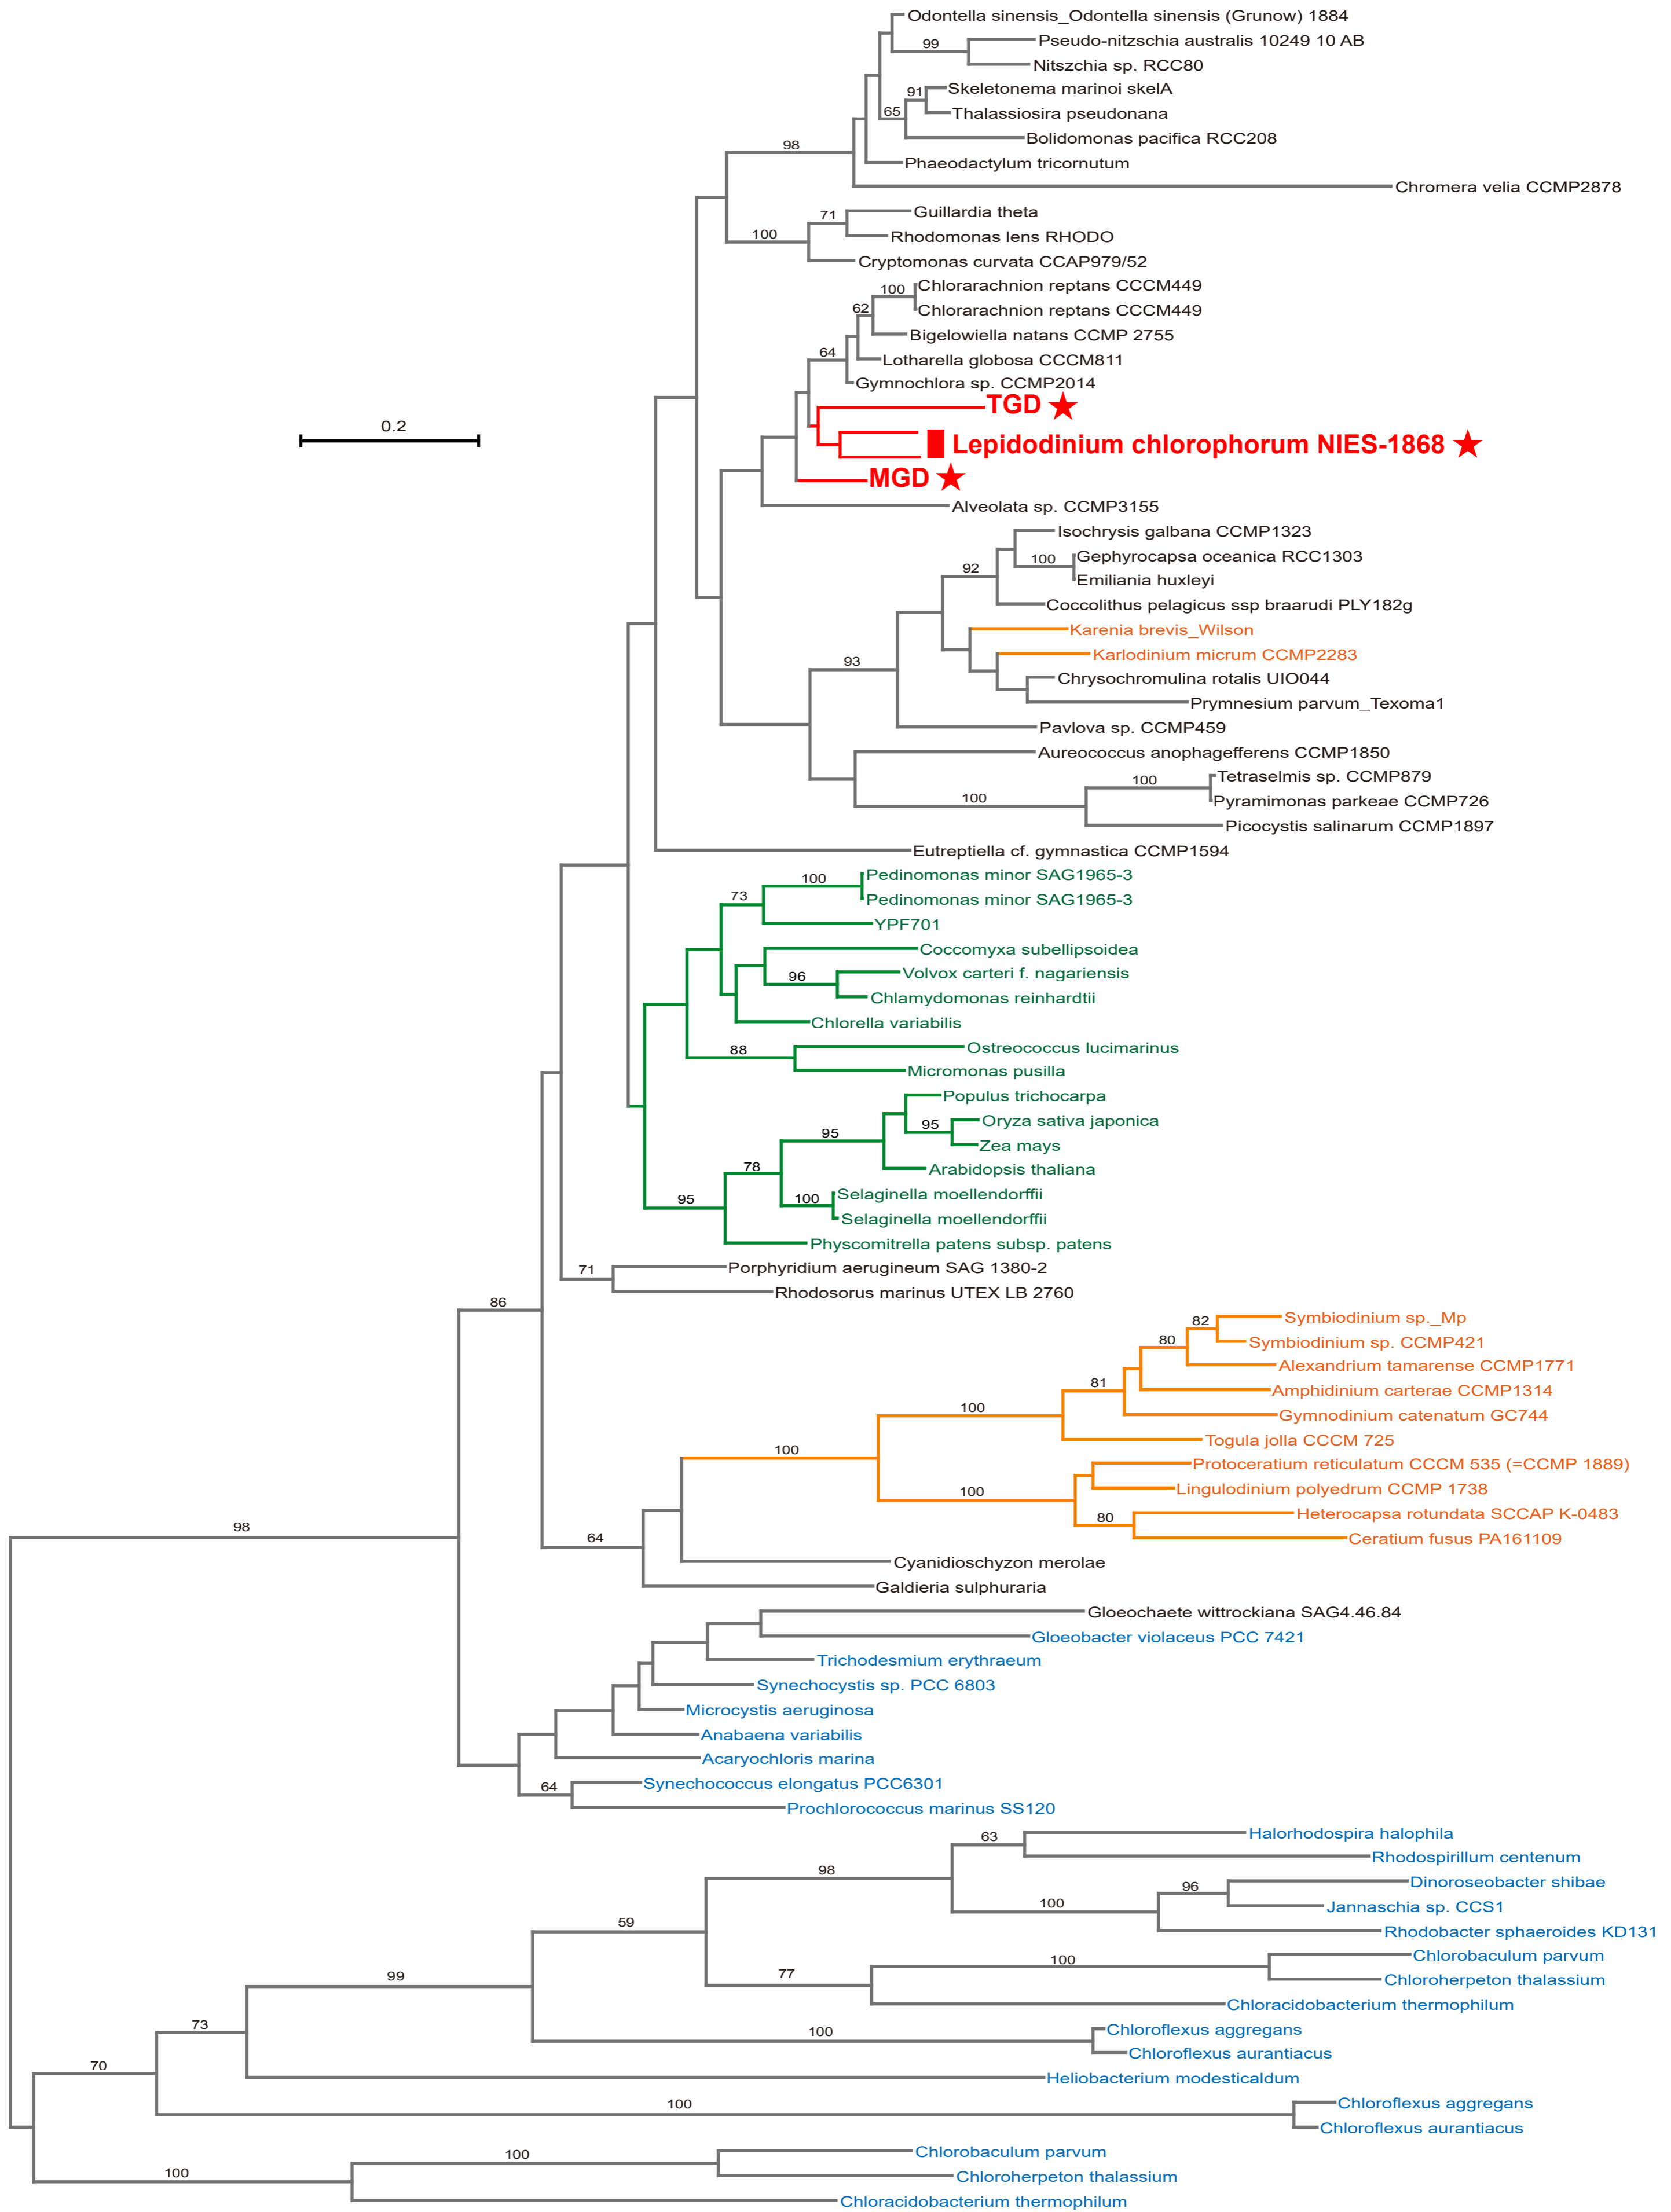 Odontella sinensis_Odontella sinensis (Grunow) 1884
99
Pseudo-nitzschia australis 10249 10 AB
Nitszchia sp. RCC80
91
Skeletonema marinoi skelA
65
Thalassiosira pseudonana
Bolidomonas pacifica RCC208
98
Phaeodactylum tricornutum
Chromera velia CCMP2878
71
Guillardia theta
100
Rhodomonas lens RHODO
Cryptomonas curvata CCAP979/52
100
Chlorarachnion reptans CCCM449
62
Chlorarachnion reptans CCCM449
Bigelowiella natans CCMP 2755
64
Lotharella globosa CCCM811
Gymnochlora sp. CCMP2014
TGD
0.2
Lepidodinium chlorophorum NIES-1868
MGD
Alveolata sp. CCMP3155
Isochrysis galbana CCMP1323
100
Gephyrocapsa oceanica RCC1303
92
Emiliania huxleyi
Coccolithus pelagicus ssp braarudi PLY182g
Karenia brevis_Wilson
93
Karlodinium micrum CCMP2283
Chrysochromulina rotalis UIO044
Prymnesium parvum_Texoma1
Pavlova sp. CCMP459
Aureococcus anophagefferens CCMP1850
100
Tetraselmis sp. CCMP879
100
Pyramimonas parkeae CCMP726
Picocystis salinarum CCMP1897
Eutreptiella cf. gymnastica CCMP1594
100
Pedinomonas minor SAG1965-3
73
Pedinomonas minor SAG1965-3
YPF701
Coccomyxa subellipsoidea
96
Volvox carteri f. nagariensis
Chlamydomonas reinhardtii
Chlorella variabilis
88
Ostreococcus lucimarinus
Micromonas pusilla
Populus trichocarpa
95
95
Oryza sativa japonica
Zea mays
78
Arabidopsis thaliana
95
100
Selaginella moellendorffii
Selaginella moellendorffii
Physcomitrella patens subsp. patens
71
Porphyridium aerugineum SAG 1380-2
Rhodosorus marinus UTEX LB 2760
86
82
Symbiodinium sp._Mp
80
Symbiodinium sp. CCMP421
Alexandrium tamarense CCMP1771
81
Amphidinium carterae CCMP1314
100
Gymnodinium catenatum GC744
Togula jolla CCCM 725
100
Protoceratium reticulatum CCCM 535 (=CCMP 1889)
100
Lingulodinium polyedrum CCMP 1738
80
Heterocapsa rotundata SCCAP K-0483
98
64
Ceratium fusus PA161109
Cyanidioschyzon merolae
Galdieria sulphuraria
Gloeochaete wittrockiana SAG4.46.84
Gloeobacter violaceus PCC 7421
Trichodesmium erythraeum
Synechocystis sp. PCC 6803
Microcystis aeruginosa
Anabaena variabilis
Acaryochloris marina
64
Synechococcus elongatus PCC6301
Prochlorococcus marinus SS120
63
Halorhodospira halophila
98
Rhodospirillum centenum
96
Dinoroseobacter shibae
100
Jannaschia sp. CCS1
59
Rhodobacter sphaeroides KD131
100
Chlorobaculum parvum
99
77
Chloroherpeton thalassium
Chloracidobacterium thermophilum
73
100
Chloroflexus aggregans
Chloroflexus aurantiacus
70
Heliobacterium modesticaldum
100
Chloroflexus aggregans
Chloroflexus aurantiacus
100
Chlorobaculum parvum
100
Chloroherpeton thalassium
Chloracidobacterium thermophilum